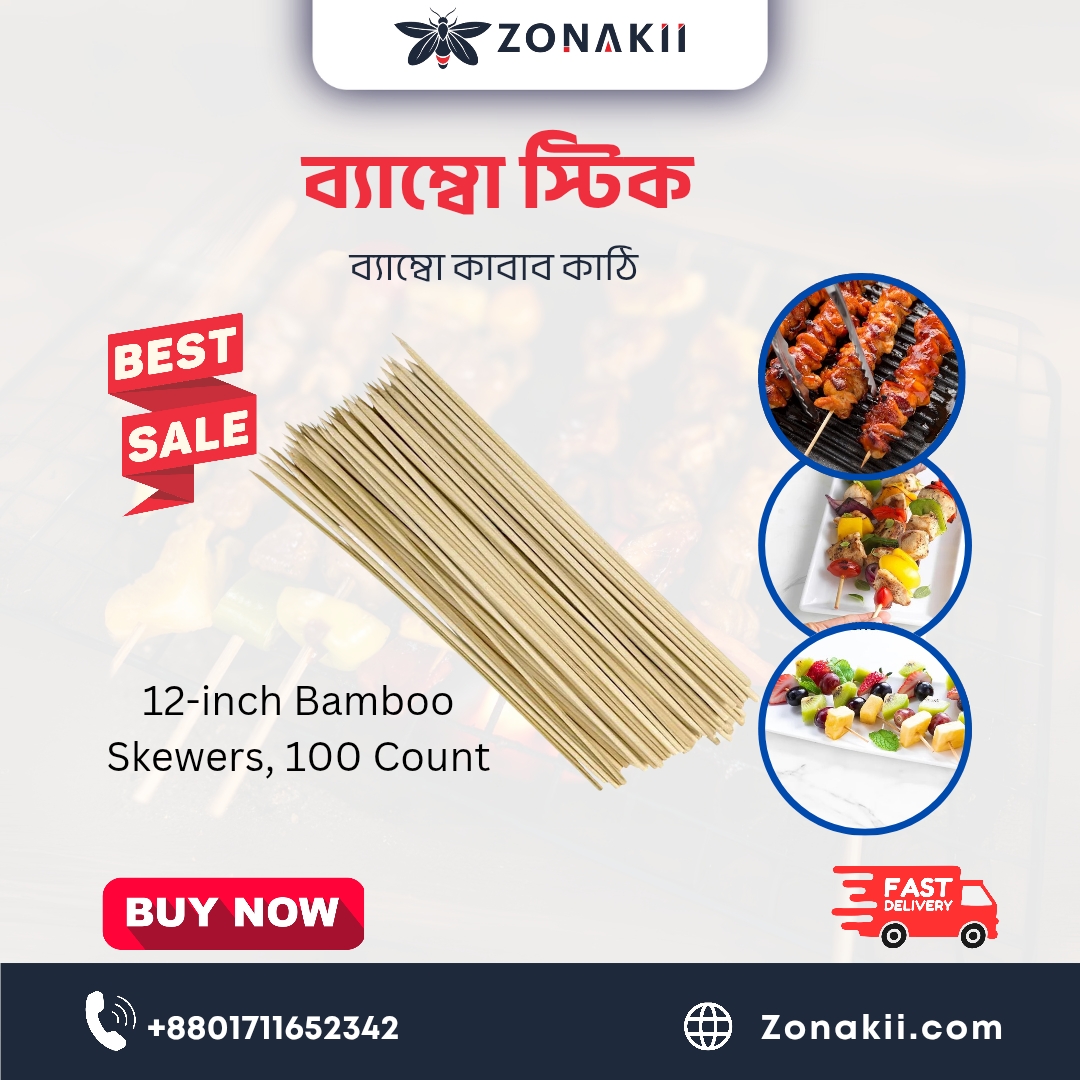 ZONAKII
ব্যাম্বো স্টিক
ব্যাম্বো কাবাব কাঠি
BEST
SALE
12-inch Bamboo
Skewers, 100 Count
BUY NOW
FAST
DELIVERY
+8801711652342
Zonakii.com